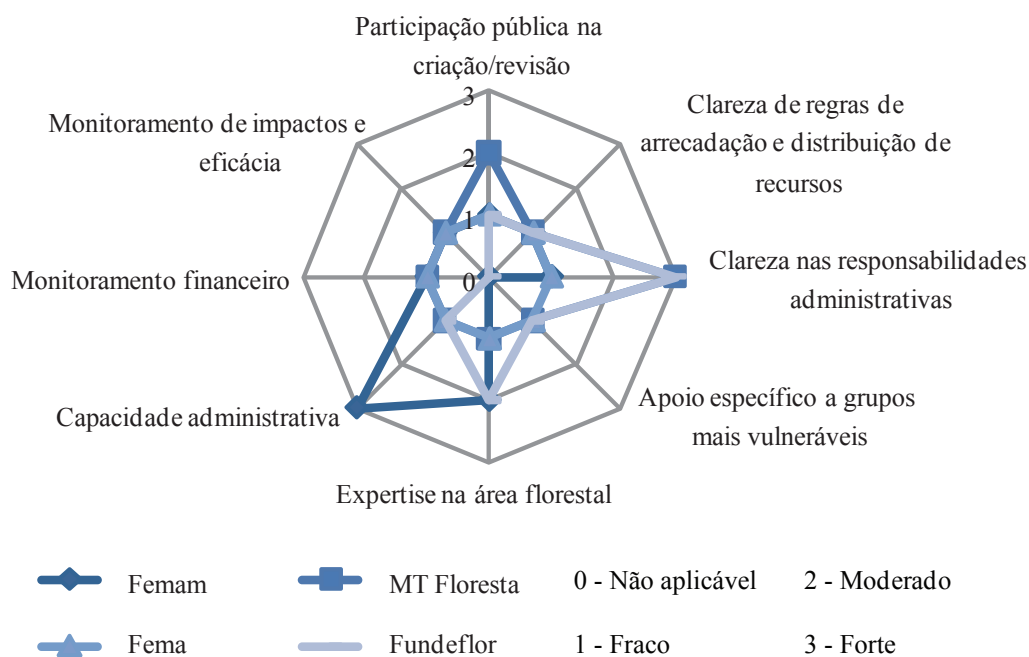 Participação pública na
criação/revisão
Monitoramento de impactos e
eficácia
Clareza de regras de
arrecadação e distribuição de
recursos
3
2
1
0
Monitoramento financeiro
Clareza nas responsabilidades
administrativas
Capacidade administrativa
Apoio específico a grupos
mais vulneráveis
Expertise na área florestal
Femam
MT Floresta
0 - Não aplicável
2 - Moderado
Fema
Fundeflor
1 - Fraco
3 - Forte